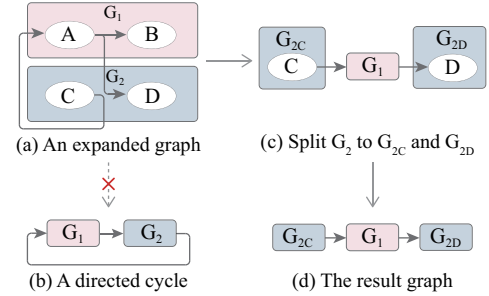 G1
A B
G2
C D
(a) An expanded graph
G2C
C
G1
G2D
D
(c) Split G2 to G2C and G2D
G1 G2
(b) A directed cycle
G2C G1 G2D
(d) The result graph